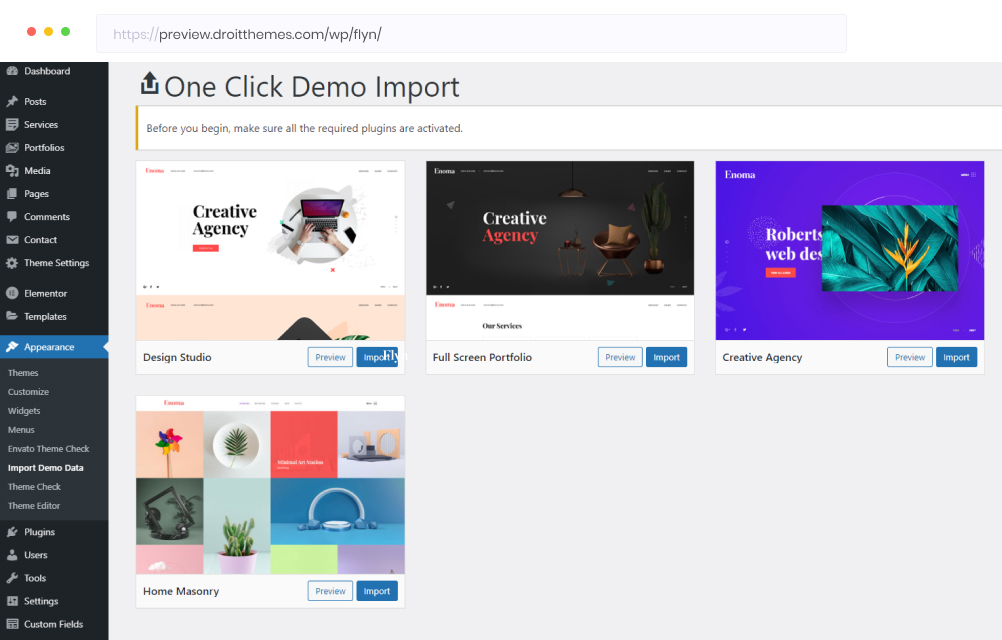 https://preview.droitthemes.com/wp/flyn/
Dashboard
Posts
Services
Portfolios
Media
Pages
Comments
Contact
Theme Settings
Elementor
Templates
Appearance
Themes
Customize
Widgets
Menus
Envato Theme Check
Import Demo Data
Theme Check
Theme Editor
Plugins
Users
Tools
Settings
Custom Fields
One Click Demo Import
Before you begin, make sure all the required plugins are activated.
Enoma
Creative
Agency
Enoma
Design Studio
Preview
Import
Flyn
Enoma
Creative
Agency
Enoma
Our Services
Full Screen Portfolio
Preview
Import
Enoma
Roberts
web des
Creative Agency
Preview
Import
Enoma
Minimal Art Station
Home Masonry
Preview
Import